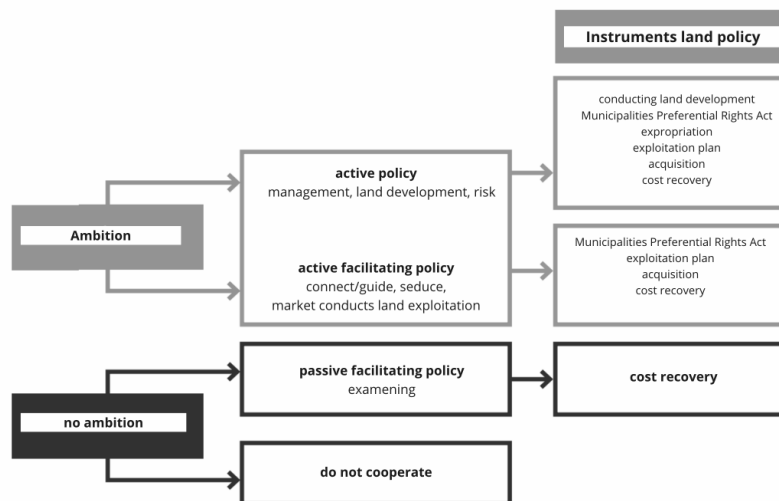 Instruments land policy
conducting land development
Municipalities Preferential Rights Act
expropriation
exploitation plan
acquisition
cost recovery
active policy
management, land development, risk
Ambition
active facilitating policy
connect/guide, seduce,
market conducts land exploitation
Municipalities Preferential Rights Act
exploitation plan
acquisition
cost recovery
passive facilitating policy
examening
cost recovery
no ambition
do not cooperate